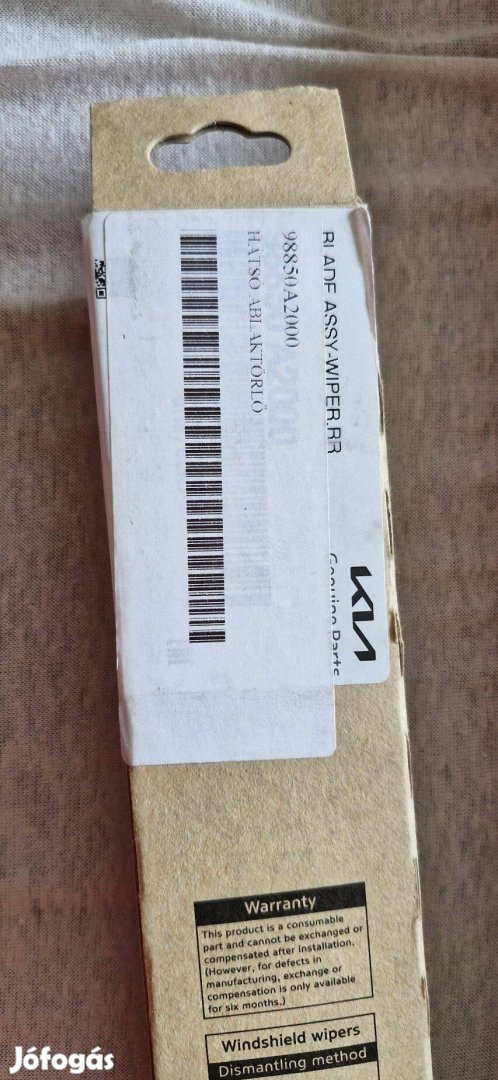 BLADE ASSY-WIPER,RR
98850A2000
HÁTSÓ ABLAKTÖRLŐ
KIA
Genuine Parts
Warranty
This product is a consumable
part and cannot be exchanged or
compensated after installation.
(However, for defects in
manufacturing, exchange or
compensation is only available
for six months.)
Windshield wipers
Dismantling method
Jófogás